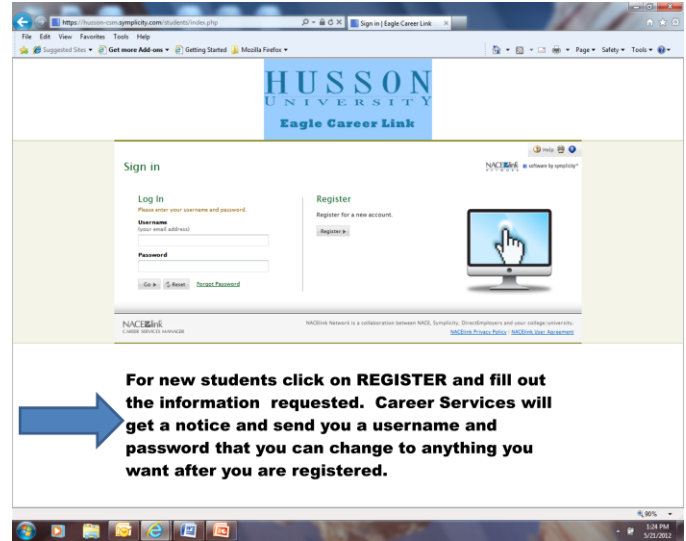 https://husson-csm.symplicity.com/students/index.php
Sign in | Eagle Career Link
File Edit View Favorites Tools Help
Suggested Sites Get more Add-ons Getting Started Mozilla Firefox
Page Safety Tools
HUSSON
UNIVERSITY
Eagle Career Link
Help
Sign in
NACElink
NETWORK
software by symplicity
Log In
Please enter your username and password.
Username
(your email address)
Password
Go Reset Forgot Password
Register
Register for a new account.
Register
NACElink
CAREER SERVICES MANAGER
NACElink Network is a collaboration between NACE, Symplicity, DirectEmployers and your college/university.
NACElink Privacy Policy | NACElink User Agreement
For new students click on REGISTER and fill out
the information requested. Career Services will
get a notice and send you a username and
password that you can change to anything you
want after you are registered.
90%
1:24 PM
5/21/2012